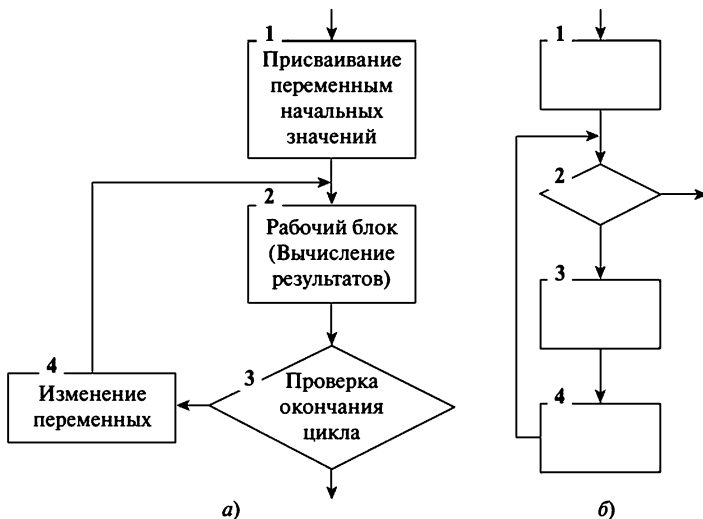 1
Присваивание
переменным
начальных
значений
2
Рабочий блок
(Вычисление
результатов)
3
Проверка
окончания
цикла
4
Изменение
переменных
а)
1
2
3
4
б)